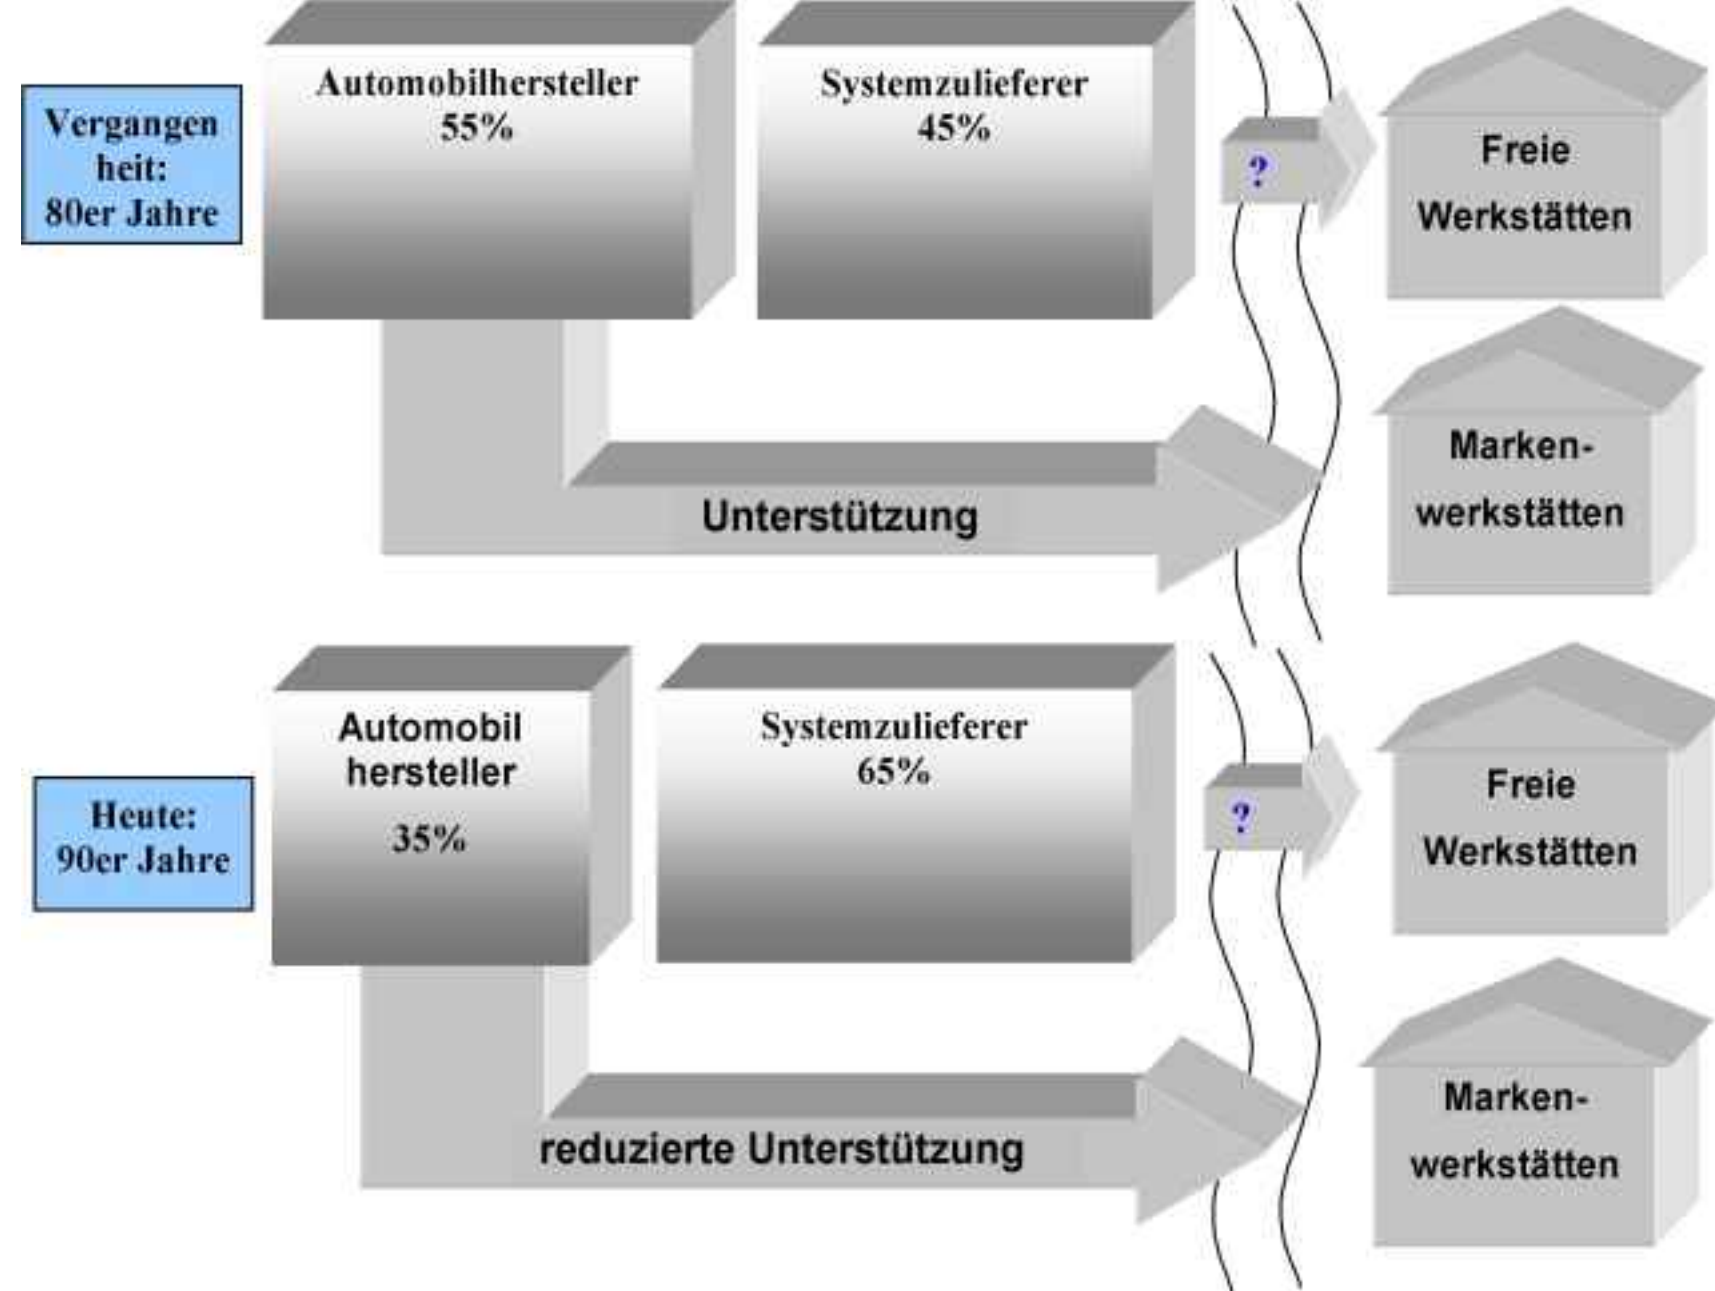 Vergangen
heit:
80er Jahre
Automobilhersteller
55%
Systemzulieferer
45%
?
Freie
Werkstätten
Unterstützung
Marken-
werkstätten
Heute:
90er Jahre
Automobil
hersteller
35%
Systemzulieferer
65%
?
Freie
Werkstätten
reduzierte Unterstützung
Marken-
werkstätten